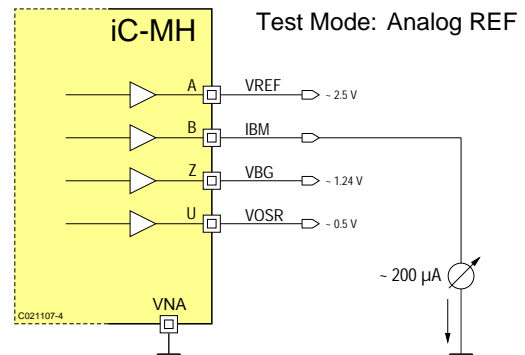 iC-MH
Test Mode: Analog REF
A VREF ~ 2.5 V
B IBM
Z VBG ~ 1.24 V
U VOSR ~ 0.5 V
~ 200 µA
VNA
C021107-4